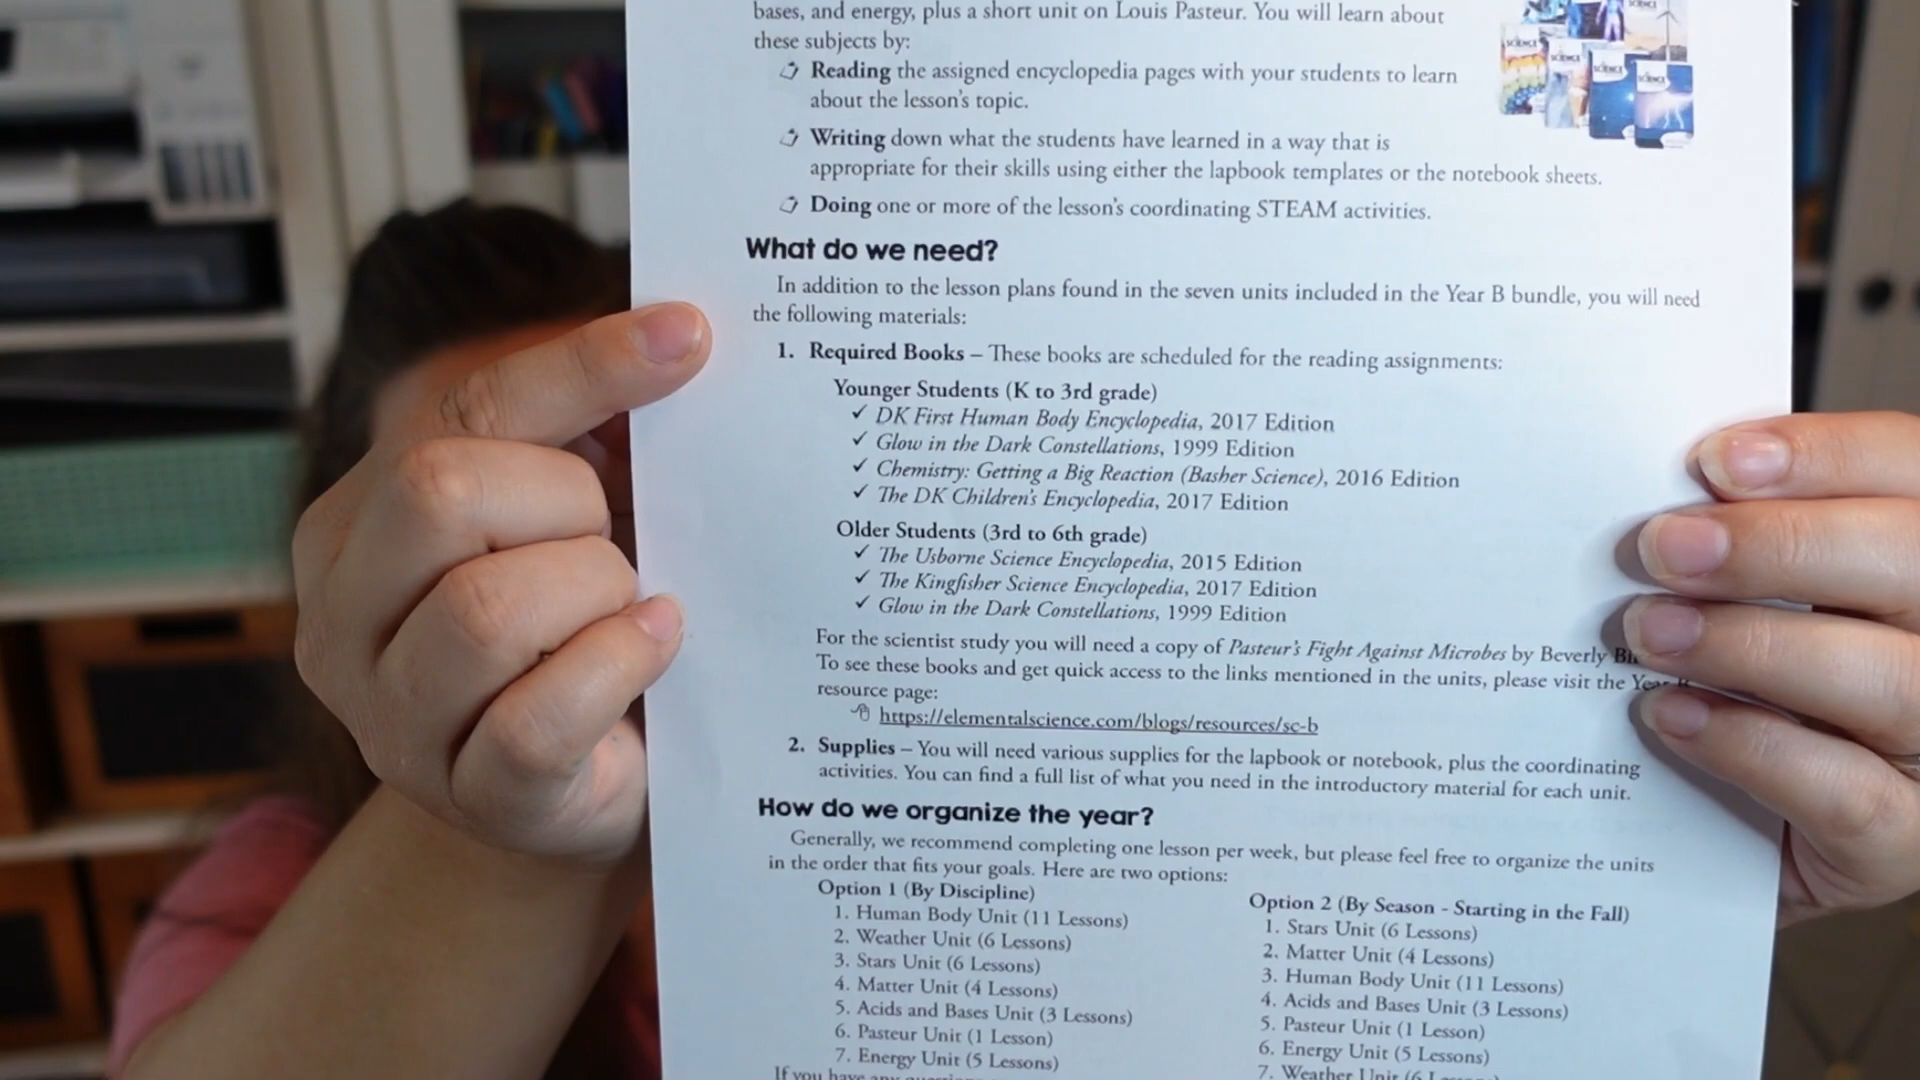 bases, and energy, plus a short unit on Louis Pasteur. You will learn about
these subjects by:
Reading the assigned encyclopedia pages with your students to learn
about the lesson's topic.
Writing down what the students have learned in a way that is
appropriate for their skills using either the lapbook templates or the notebook sheets.
Doing one or more of the lesson's coordinating STEAM activities.
SCIENCE
SCIENCE
SCIENCE
SCIENCE
SCIENCE
What do we need?
In addition to the lesson plans found in the seven units included in the Year B bundle, you will need
the following materials:
1. Required Books – These books are scheduled for the reading assignments:
Younger Students (K to 3rd grade)
✓ DK First Human Body Encyclopedia, 2017 Edition
✓ Glow in the Dark Constellations, 1999 Edition
✓ Chemistry: Getting a Big Reaction (Basher Science), 2016 Edition
✓ The DK Children's Encyclopedia, 2017 Edition
Older Students (3rd to 6th grade)
✓ The Usborne Science Encyclopedia, 2015 Edition
✓ The Kingfisher Science Encyclopedia, 2017 Edition
✓ Glow in the Dark Constellations, 1999 Edition
For the scientist study you will need a copy of Pasteur's Fight Against Microbes by Beverly
To see these books and get quick access to the links mentioned in the units, please visit the Year B
resource page:
https://elementalscience.com/blogs/resources/sc-b
2. Supplies – You will need various supplies for the lapbook or notebook, plus the coordinating
activities. You can find a full list of what you need in the introductory material for each unit.
How do we organize the year?
Generally, we recommend completing one lesson per week, but please feel free to organize the units
in the order that fits your goals. Here are two options:
Option 1 (By Discipline)
1. Human Body Unit (11 Lessons)
2. Weather Unit (6 Lessons)
3. Stars Unit (6 Lessons)
4. Matter Unit (4 Lessons)
5. Acids and Bases Unit (3 Lessons)
6. Pasteur Unit (1 Lesson)
7. Energy Unit (5 Lessons)
Option 2 (By Season - Starting in the Fall)
1. Stars Unit (6 Lessons)
2. Matter Unit (4 Lessons)
3. Human Body Unit (11 Lessons)
4. Acids and Bases Unit (3 Lessons)
5. Pasteur Unit (1 Lesson)
6. Energy Unit (5 Lessons)
7. Weather Unit (6
If you have any